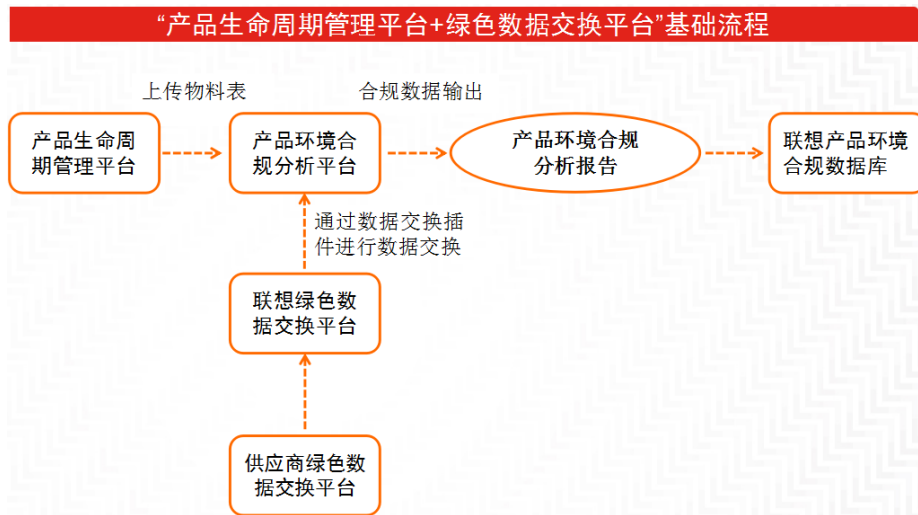 “产品生命周期管理平台+绿色数据交换平台”基础流程
上传物料表
合规数据输出
产品生命周
期管理平台
产品环境合
规分析平台
产品环境合规
分析报告
联想产品环境
合规数据库
通过数据交换插
件进行数据交换
联想绿色数
据交换平台
供应商绿色数
据交换平台